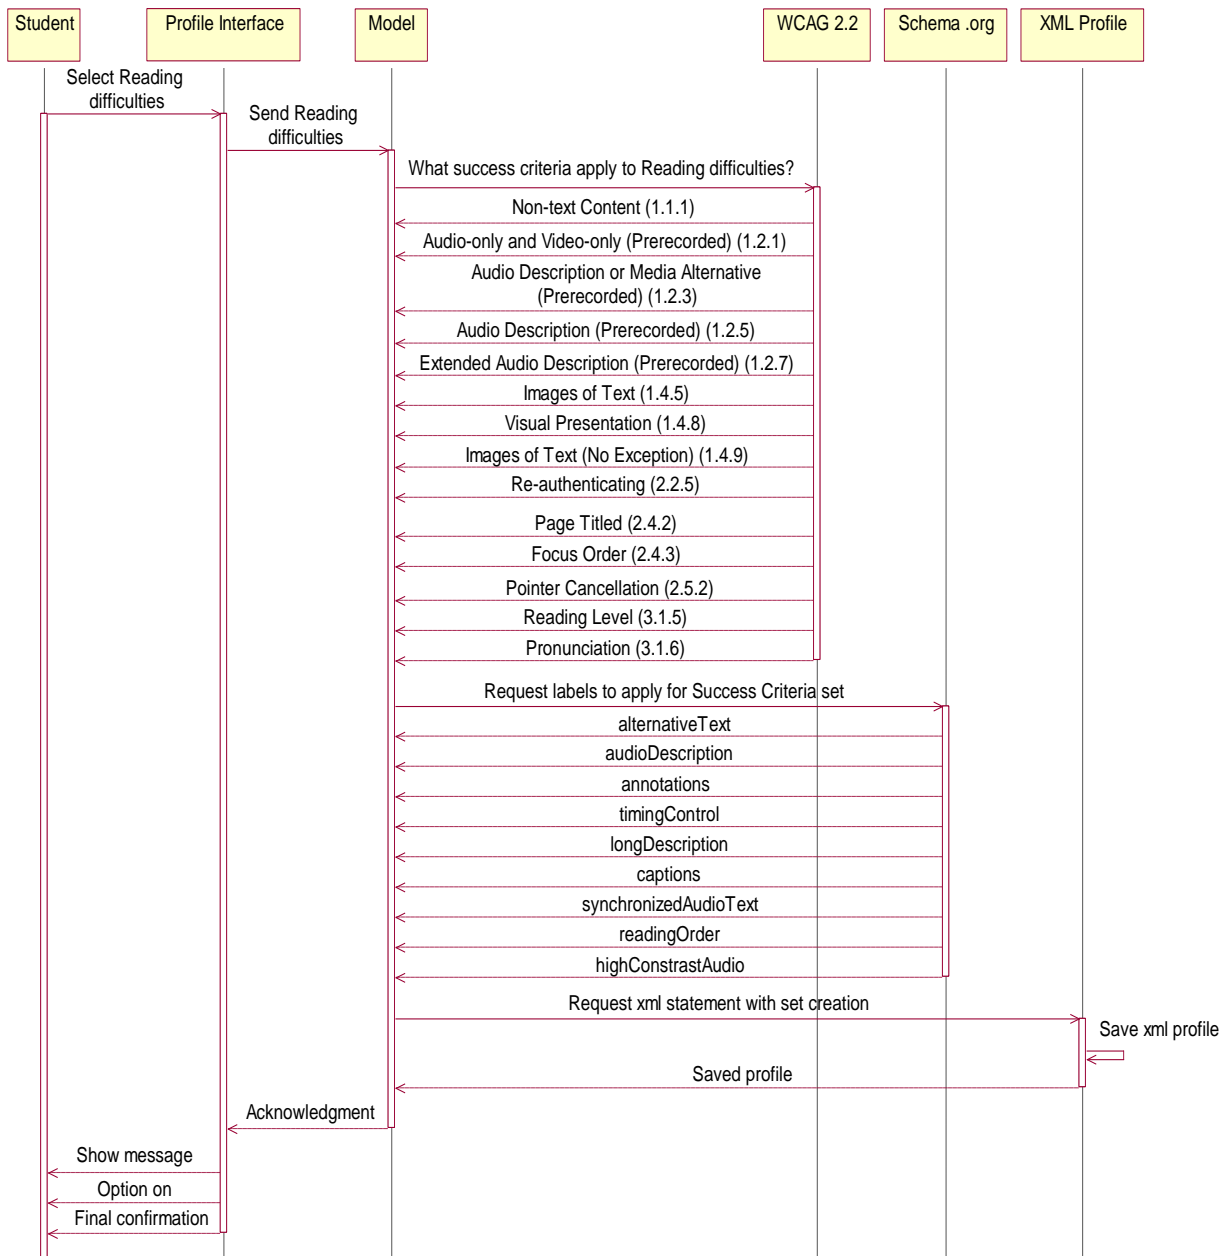 Student
Profile Interface
Model
WCAG 2.2
Schema .org
XML Profile
Select Reading
difficulties
Send Reading
difficulties
What success criteria apply to Reading difficulties?
Non-text Content (1.1.1)
Audio-only and Video-only (Prerecorded) (1.2.1)
Audio Description or Media Alternative
(Prerecorded) (1.2.3)
Audio Description (Prerecorded) (1.2.5)
Extended Audio Description (Prerecorded) (1.2.7)
Images of Text (1.4.5)
Visual Presentation (1.4.8)
Images of Text (No Exception) (1.4.9)
Re-authenticating (2.2.5)
Page Titled (2.4.2)
Focus Order (2.4.3)
Pointer Cancellation (2.5.2)
Reading Level (3.1.5)
Pronunciation (3.1.6)
Request labels to apply for Success Criteria set
alternativeText
audioDescription
annotations
timingControl
longDescription
captions
synchronizedAudioText
readingOrder
highConstrastAudio
Request xml statement with set creation
Save xml profile
Saved profile
Acknowledgment
Show message
Option on
Final confirmation